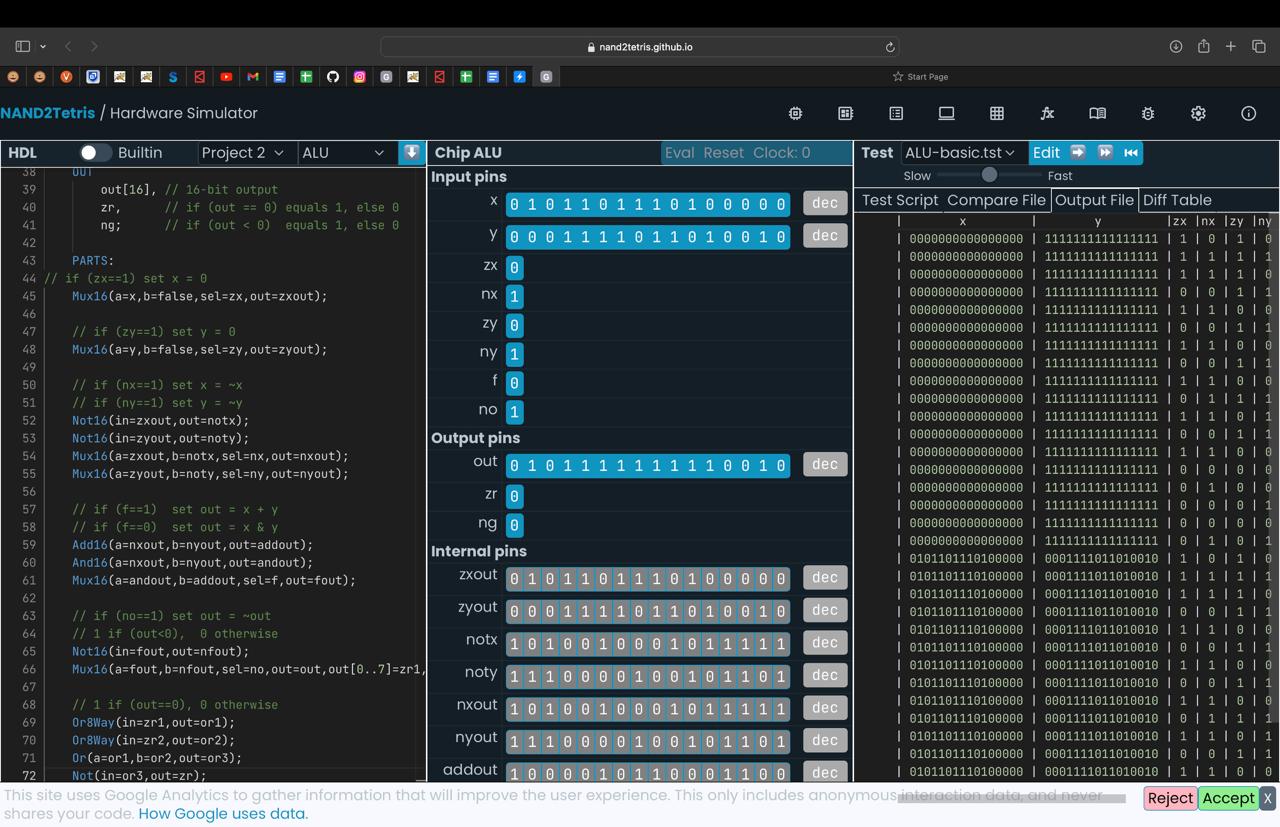 nand2tetris.github.io
Start Page
NAND2Tetris / Hardware Simulator
HDL Builtin Project 2 ALU
38 OUT
39 out[16], // 16-bit output
40 zr, // if (out == 0) equals 1, else 0
41 ng; // if (out < 0) equals 1, else 0
42
43 PARTS:
44 // if (zx==1) set x = 0
45 Mux16(a=x,b=false,sel=zx,out=zxout);
46
47 // if (zy==1) set y = 0
48 Mux16(a=y,b=false,sel=zy,out=zyout);
49
50 // if (nx==1) set x = ~x
51 // if (ny==1) set y = ~y
52 Not16(in=zxout,out=notx);
53 Not16(in=zyout,out=noty);
54 Mux16(a=zxout,b=notx,sel=nx,out=nxout);
55 Mux16(a=zyout,b=noty,sel=ny,out=nyout);
56
57 // if (f==1) set out = x + y
58 // if (f==0) set out = x & y
59 Add16(a=nxout,b=nyout,out=addout);
60 And16(a=nxout,b=nyout,out=andout);
61 Mux16(a=andout,b=addout,sel=f,out=fout);
62
63 // if (no==1) set out = ~out
64 // 1 if (out<0), 0 otherwise
65 Not16(in=fout,out=nfout);
66 Mux16(a=fout,b=nfout,sel=no,out=out,out[0..7]=zr1,
67
68 // 1 if (out==0), 0 otherwise
69 Or8Way(in=zr1,out=or1);
70 Or8Way(in=zr2,out=or2);
71 Or(a=or1,b=or2,out=or3);
72 Not(in=or3,out=zr);
Chip ALU Eval Reset Clock: 0
Input pins
x 0 1 0 1 1 0 1 1 1 0 1 0 0 0 0 0 dec
y 0 0 0 1 1 1 1 0 1 1 0 1 0 0 1 0 dec
zx 0
nx 1
zy 0
ny 1
f 0
no 1
Output pins
out 0 1 0 1 1 1 1 1 1 1 1 1 0 0 1 0 dec
zr 0
ng 0
Internal pins
zxout 0 1 0 1 1 0 1 1 1 0 1 0 0 0 0 0 dec
zyout 0 0 0 1 1 1 1 0 1 1 0 1 0 0 1 0 dec
notx 1 0 1 0 0 1 0 0 0 1 0 1 1 1 1 1 dec
noty 1 1 1 0 0 0 0 1 0 0 1 0 1 1 0 1 dec
nxout 1 0 1 0 0 1 0 0 0 1 0 1 1 1 1 1 dec
nyout 1 1 1 0 0 0 0 1 0 0 1 0 1 1 0 1 dec
addout dec
Test ALU-basic.tst Edit
Slow Fast
Test Script Compare File Output File Diff Table
| x | y |zx |nx |zy |ny
| 0000000000000000 | 1111111111111111 | 1 | 0 | 1 | 0
| 0000000000000000 | 1111111111111111 | 1 | 1 | 1 | 1
| 0000000000000000 | 1111111111111111 | 1 | 1 | 1 | 0
| 0000000000000000 | 1111111111111111 | 0 | 0 | 1 | 1
| 0000000000000000 | 1111111111111111 | 1 | 1 | 0 | 0
| 0000000000000000 | 1111111111111111 | 0 | 0 | 1 | 1
| 0000000000000000 | 1111111111111111 | 1 | 1 | 0 | 0
| 0000000000000000 | 1111111111111111 | 0 | 0 | 1 | 1
| 0000000000000000 | 1111111111111111 | 1 | 1 | 0 | 0
| 0000000000000000 | 1111111111111111 | 0 | 1 | 1 | 1
| 0000000000000000 | 1111111111111111 | 1 | 1 | 0 | 1
| 0000000000000000 | 1111111111111111 | 0 | 0 | 1 | 1
| 0000000000000000 | 1111111111111111 | 1 | 1 | 0 | 0
| 0000000000000000 | 1111111111111111 | 0 | 0 | 0 | 0
| 0000000000000000 | 1111111111111111 | 0 | 1 | 0 | 0
| 0000000000000000 | 1111111111111111 | 0 | 0 | 0 | 1
| 0000000000000000 | 1111111111111111 | 0 | 0 | 0 | 0
| 0000000000000000 | 1111111111111111 | 0 | 1 | 0 | 1
| 0101101110100000 | 0001111011010010 | 1 | 0 | 1 | 0
| 0101101110100000 | 0001111011010010 | 1 | 1 | 1 | 1
| 0101101110100000 | 0001111011010010 | 1 | 1 | 1 | 0
| 0101101110100000 | 0001111011010010 | 0 | 0 | 1 | 1
| 0101101110100000 | 0001111011010010 | 1 | 1 | 0 | 0
| 0101101110100000 | 0001111011010010 | 0 | 0 | 1 | 1
| 0101101110100000 | 0001111011010010 | 1 | 1 | 0 | 0
| 0101101110100000 | 0001111011010010 | 0 | 0 | 1 | 1
| 0101101110100000 | 0001111011010010 | 1 | 1 | 0 | 0
| 0101101110100000 | 0001111011010010 | 0 | 1 | 1 | 1
| 0101101110100000 | 0001111011010010 | 1 | 1 | 0 | 1
| 0101101110100000 | 0001111011010010 | 0 | 0 | 1 | 1
| 0101101110100000 | 0001111011010010 | 1 | 1 | 0 | 0
This site uses Google Analytics to gather information that will improve the user experience. This only includes anonymous interaction data, and never
shares your code. How Google uses data.
Reject Accept X